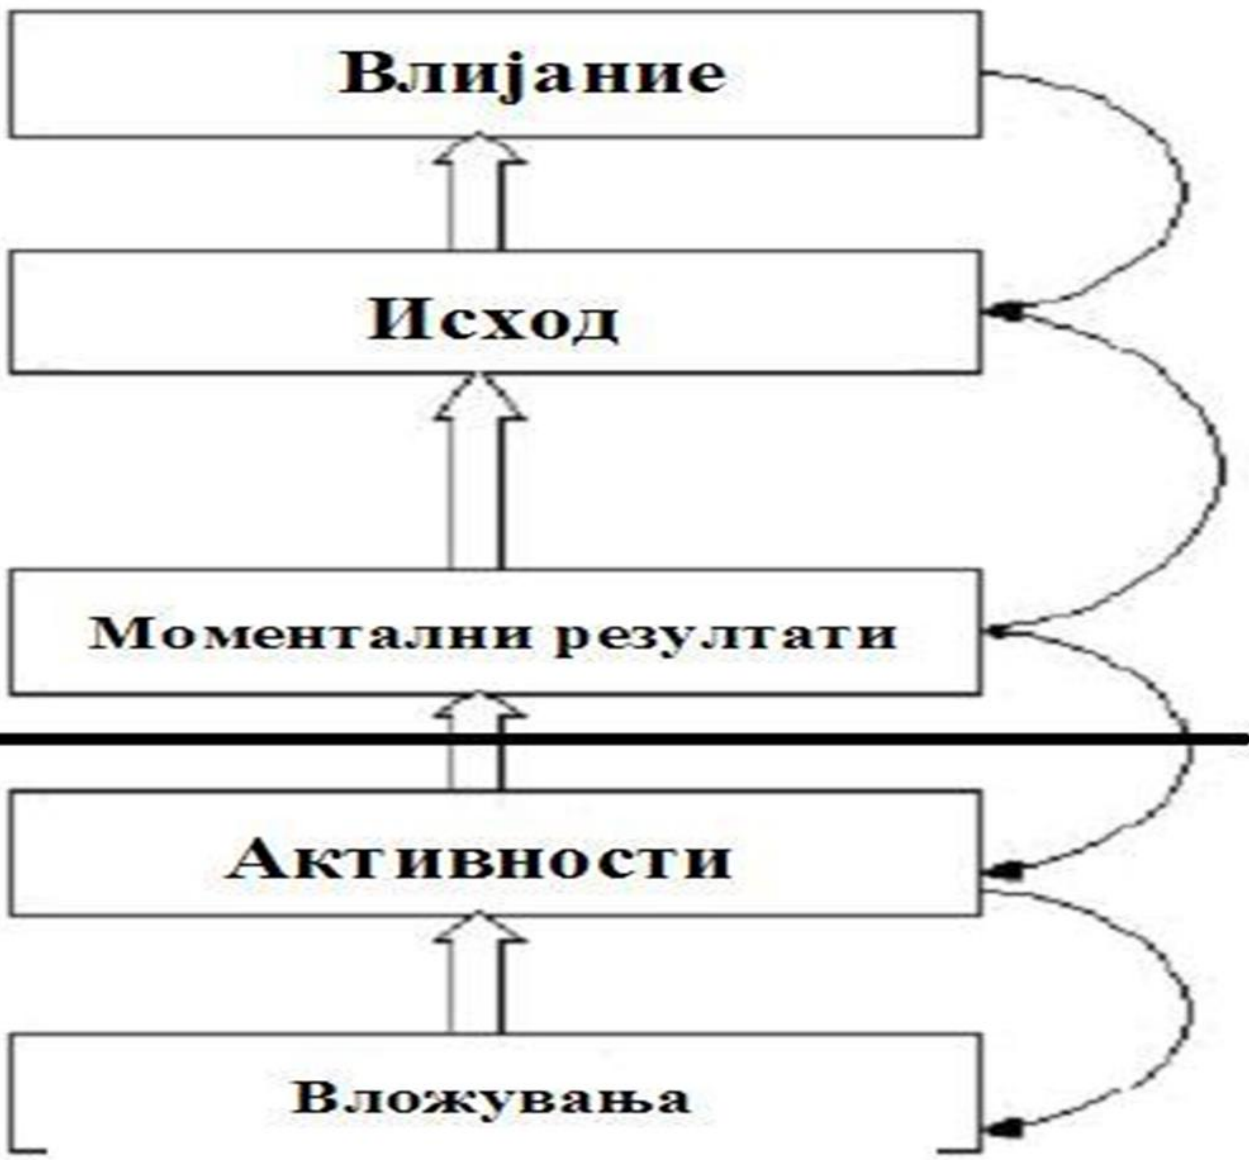 Влијание
Исход
Моментални резултати
Активности
Вложувања